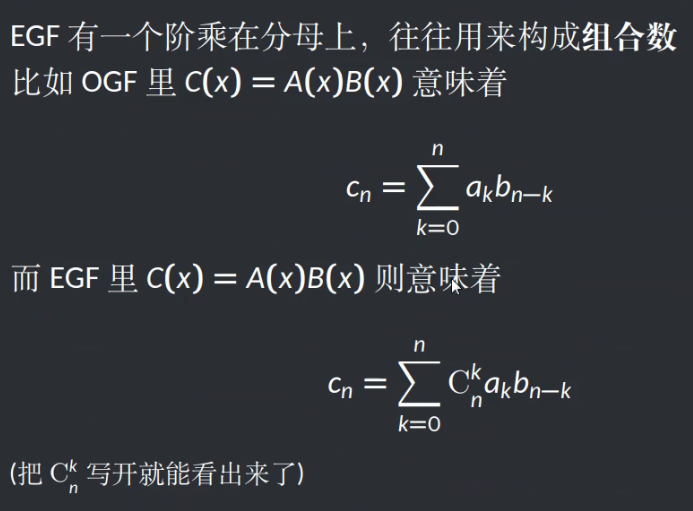 EGF 有一个阶乘在分母上，往往用来构成组合数
比如 OGF 里 C(x) = A(x)B(x) 意味着
c_n = \sum_{k=0}^{n} a_k b_{n-k}
而 EGF 里 C(x) = A(x)B(x) 则意味着
c_n = \sum_{k=0}^{n} C_n^k a_k b_{n-k}
(把 C_n^k 写开就能看出来了)